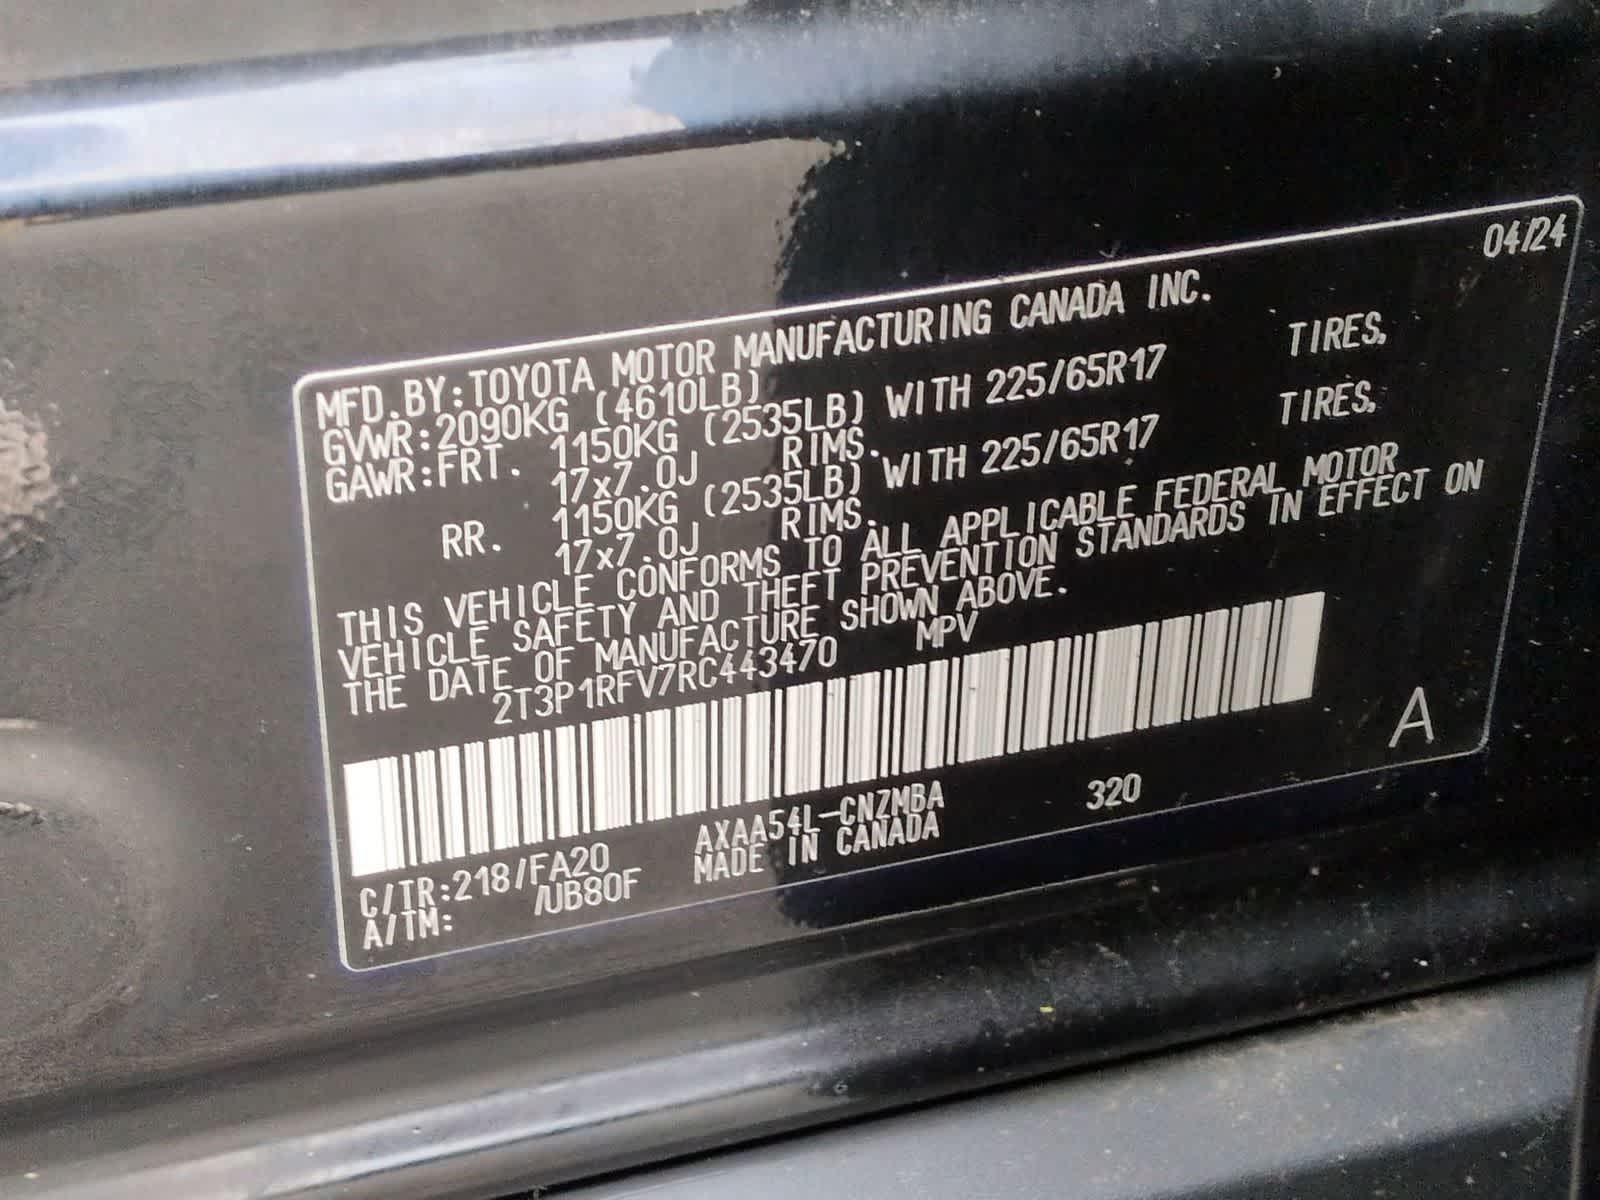 04/24
MFD.BY:TOYOTA MOTOR MANUFACTURING CANADA INC.
GVWR:2090KG (4610LB)
GAWR:FRT. 1150KG (2535LB) WITH 225/65R17 TIRES,
17x7.0J RIMS.
RR. 1150KG (2535LB) WITH 225/65R17 TIRES,
17x7.0J RIMS.
THIS VEHICLE CONFORMS TO ALL APPLICABLE FEDERAL MOTOR
VEHICLE SAFETY AND THEFT PREVENTION STANDARDS IN EFFECT ON
THE DATE OF MANUFACTURE SHOWN ABOVE.
2T3P1RFV7RC443470 MPV
A
C/TR:218/FA20 AXAA54L-CNZMBA 320
A/TM: /UB80F MADE IN CANADA